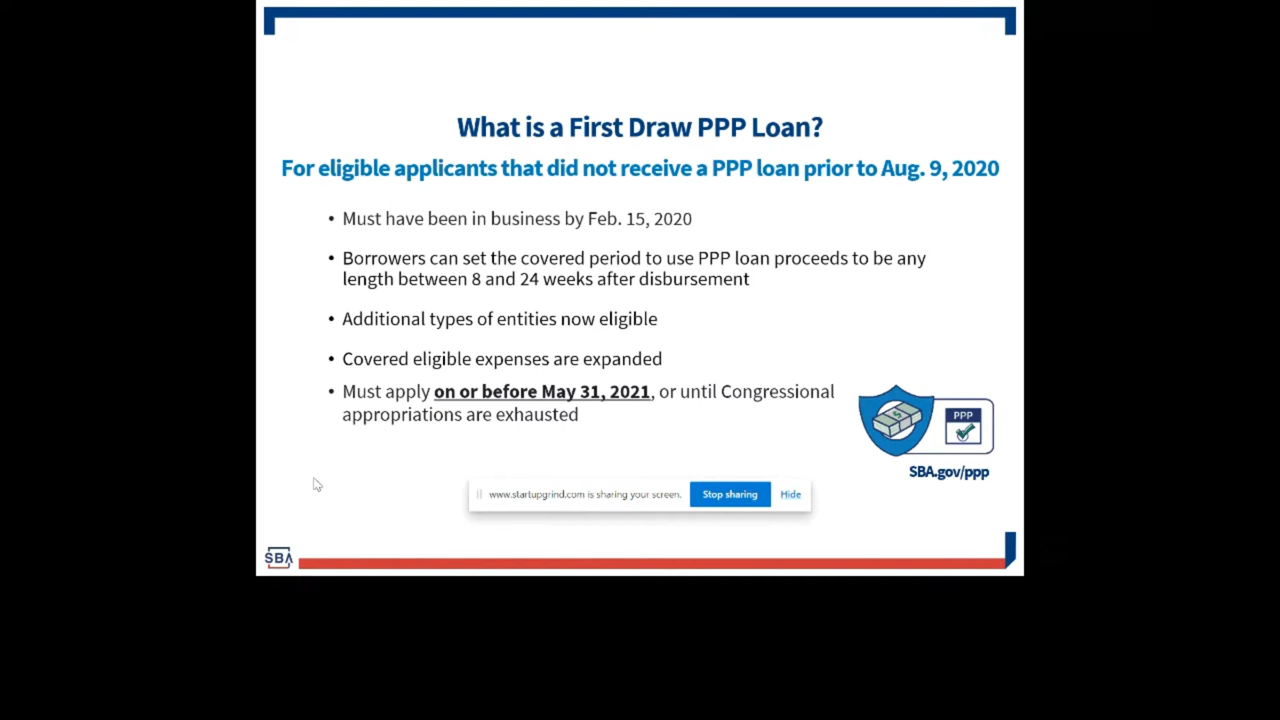 What is a First Draw PPP Loan?
For eligible applicants that did not receive a PPP loan prior to Aug. 9, 2020
• Must have been in business by Feb. 15, 2020
• Borrowers can set the covered period to use PPP loan proceeds to be any
length between 8 and 24 weeks after disbursement
• Additional types of entities now eligible
• Covered eligible expenses are expanded
• Must apply on or before May 31, 2021, or until Congressional
appropriations are exhausted
PPP
SBA.gov/ppp
www.startupgrind.com is sharing your screen. Stop sharing Hide
SBA